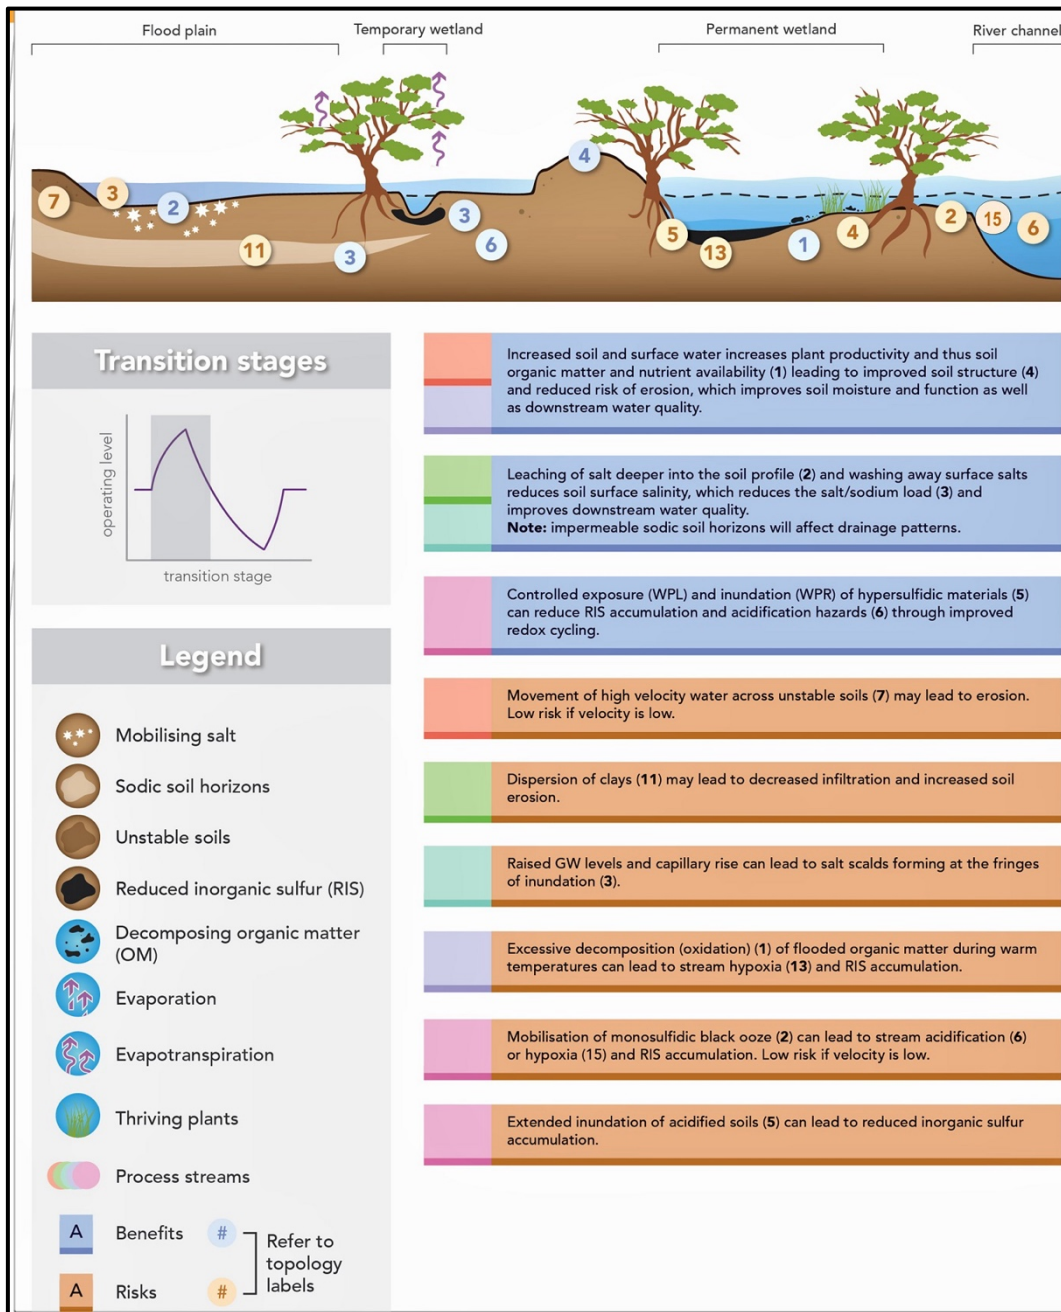 Flood plain
Temporary wetland
Permanent wetland
River channel
4
7
3
2
3
6
11
3
5
13
1
4
2
15
6
Transition stages
operating level
transition stage
Legend
Mobilising salt
Sodic soil horizons
Unstable soils
Reduced inorganic sulfur (RIS)
Decomposing organic matter
(OM)
Evaporation
Evapotranspiration
Thriving plants
Process streams
A Benefits #
A Risks #
Refer to
topology
labels
Increased soil and surface water increases plant productivity and thus soil
organic matter and nutrient availability (1) leading to improved soil structure (4)
and reduced risk of erosion, which improves soil moisture and function as well
as downstream water quality.
Leaching of salt deeper into the soil profile (2) and washing away surface salts
reduces soil surface salinity, which reduces the salt/sodium load (3) and
improves downstream water quality.
Note: impermeable sodic soil horizons will affect drainage patterns.
Controlled exposure (WPL) and inundation (WPR) of hypersulfidic materials (5)
can reduce RIS accumulation and acidification hazards (6) through improved
redox cycling.
Movement of high velocity water across unstable soils (7) may lead to erosion.
Low risk if velocity is low.
Dispersion of clays (11) may lead to decreased infiltration and increased soil
erosion.
Raised GW levels and capillary rise can lead to salt scalds forming at the fringes
of inundation (3).
Excessive decomposition (oxidation) (1) of flooded organic matter during warm
temperatures can lead to stream hypoxia (13) and RIS accumulation.
Mobilisation of monosulfidic black ooze (2) can lead to stream acidification (6)
or hypoxia (15) and RIS accumulation. Low risk if velocity is low.
Extended inundation of acidified soils (5) can lead to reduced inorganic sulfur
accumulation.